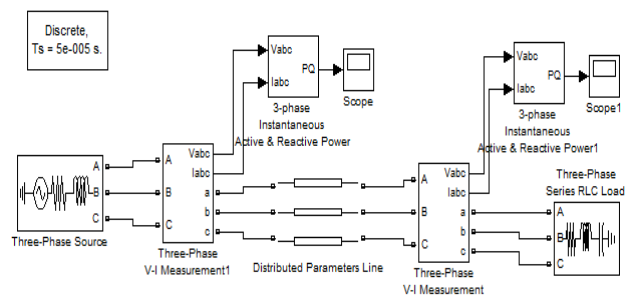 Discrete,
Ts = 5e-005 s.
Vabc
Iabc
PQ
Scope
3-phase
Instantaneous
Active & Reactive Power
Vabc
Iabc
PQ
Scope1
3-phase
Instantaneous
Active & Reactive Power1
A
B
C
Three-Phase Source
A
B
C
Vabc
Iabc
a
b
c
Three-Phase
V-I Measurement1
Distributed Parameters Line
A
B
C
Vabc
Iabc
a
b
c
Three-Phase
V-I Measurement
Three-Phase
Series RLC Load
A
B
C